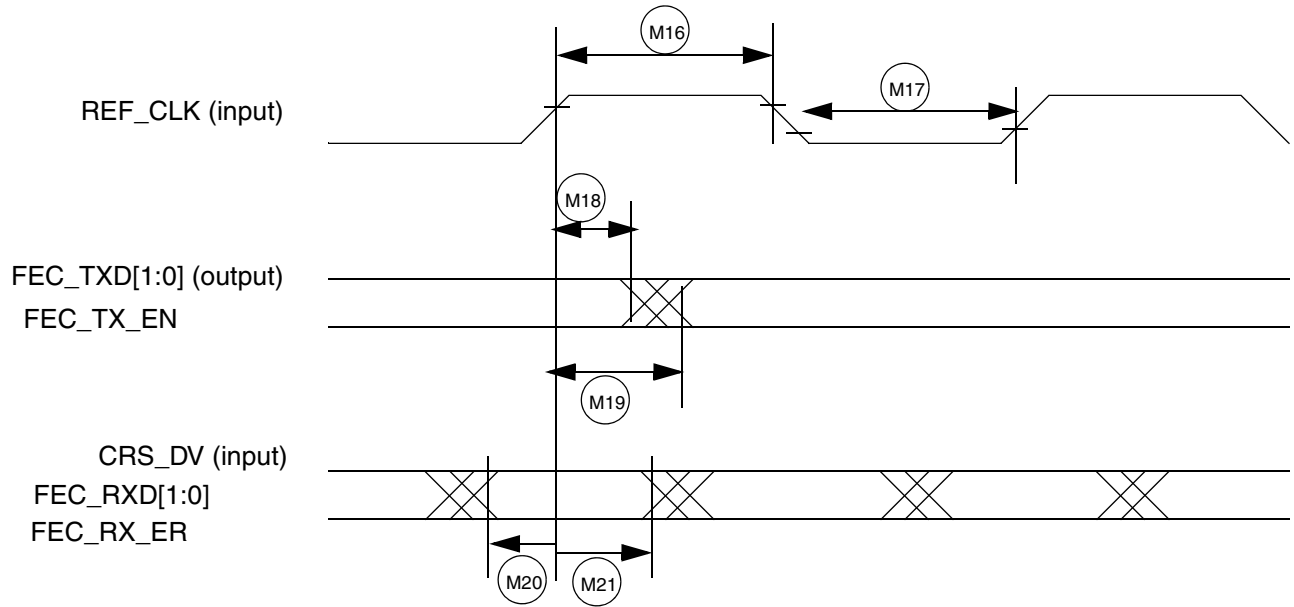 M16
REF_CLK (input)
M17
M18
FEC_TXD[1:0] (output)
FEC_TX_EN
M19
CRS_DV (input)
FEC_RXD[1:0]
FEC_RX_ER
M20
M21